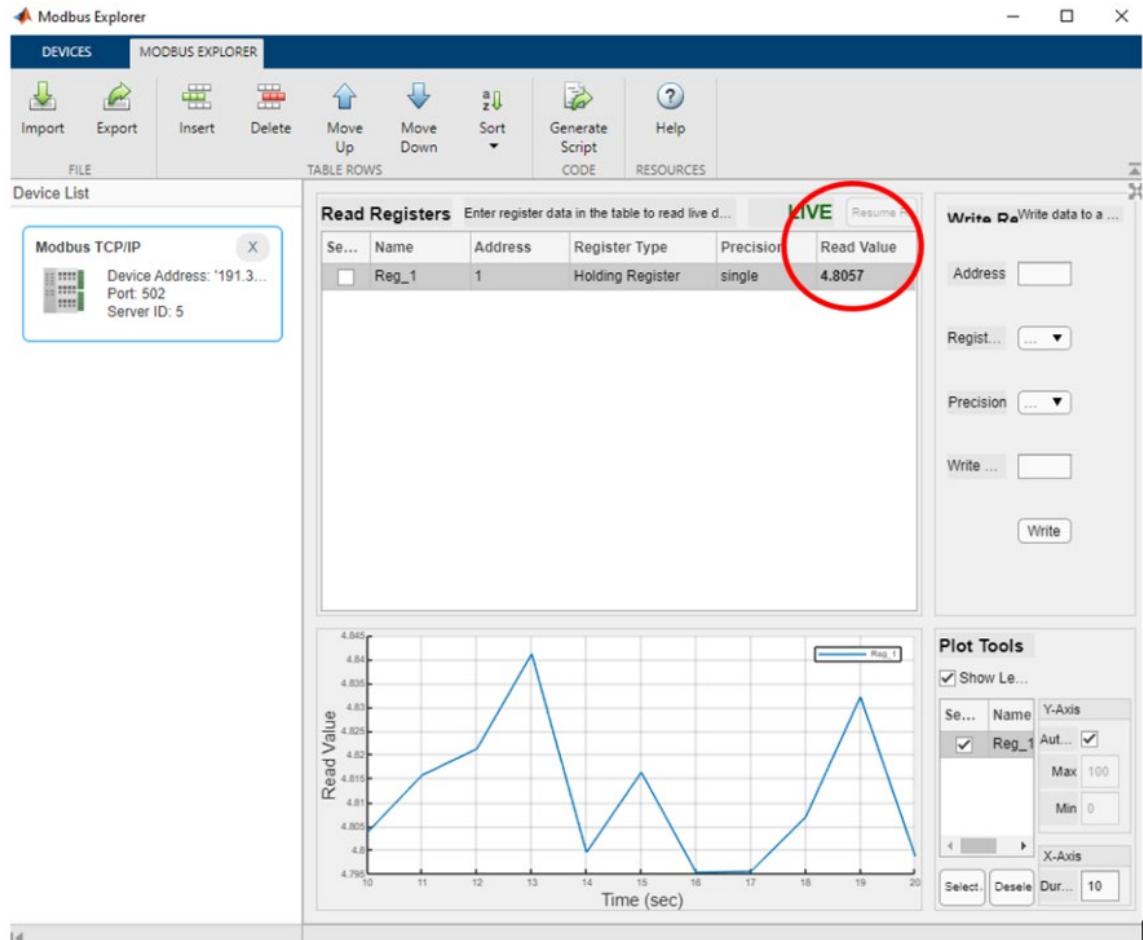 Modbus Explorer
DEVICES MODBUS EXPLORER
Import Export Insert Delete Move Up Move Down Sort Generate Script Help
FILE TABLE ROWS CODE RESOURCES
Device List
Modbus TCP/IP X
Device Address: '191.3...
Port: 502
Server ID: 5
Read Registers Enter register data in the table to read live d... LIVE Resume R
Se... Name Address Register Type Precision Read Value
Reg_1 1 Holding Register single 4.8057
Write Re Write data to a ...
Address
Regist... ...
Precision ...
Write ...
Write
4.845
4.84
4.835
4.83
4.825
4.82
4.815
4.81
4.805
4.8
4.795
Read Value
Reg_1
10 11 12 13 14 15 16 17 18 19 20
Time (sec)
Plot Tools
Show Le...
Se... Name
Reg_1
Y-Axis
Aut...
Max 100
Min 0
X-Axis
Select. Desele Dur... 10